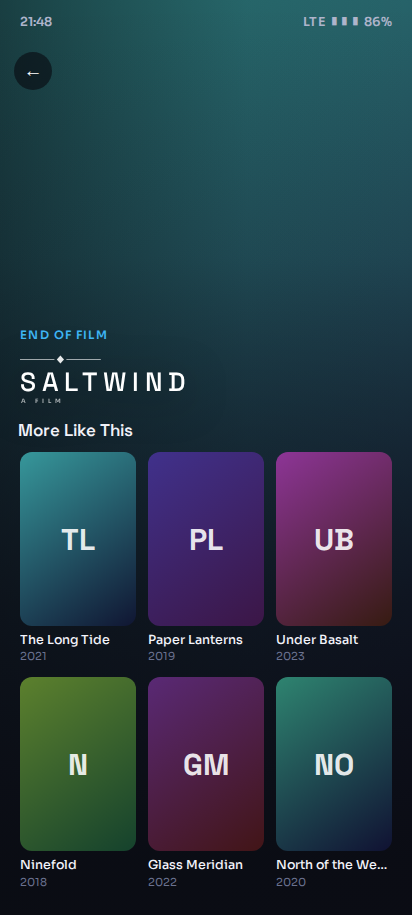 21:48
LTE 86%
←
END OF FILM
SALTWIND
A FILM
More Like This
TL
PL
UB
The Long Tide
Paper Lanterns
Under Basalt
2021
2019
2023
N
GM
NO
Ninefold
Glass Meridian
North of the We…
2018
2022
2020